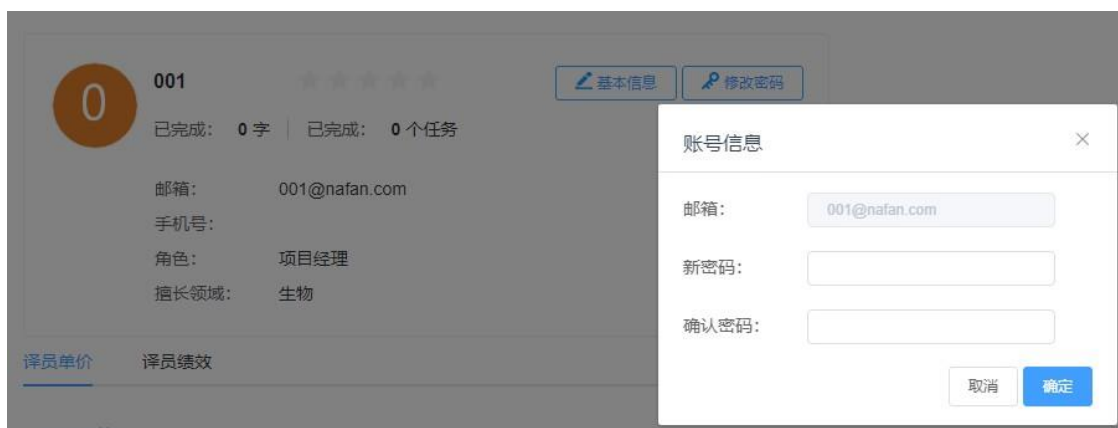 0
001
基本信息
修改密码
已完成： 0 字
已完成： 0 个任务
邮箱： 001@nafan.com
手机号：
角色： 项目经理
擅长领域： 生物
译员单价
译员绩效
账号信息
邮箱： 001@nafan.com
新密码：
确认密码：
取消
确定